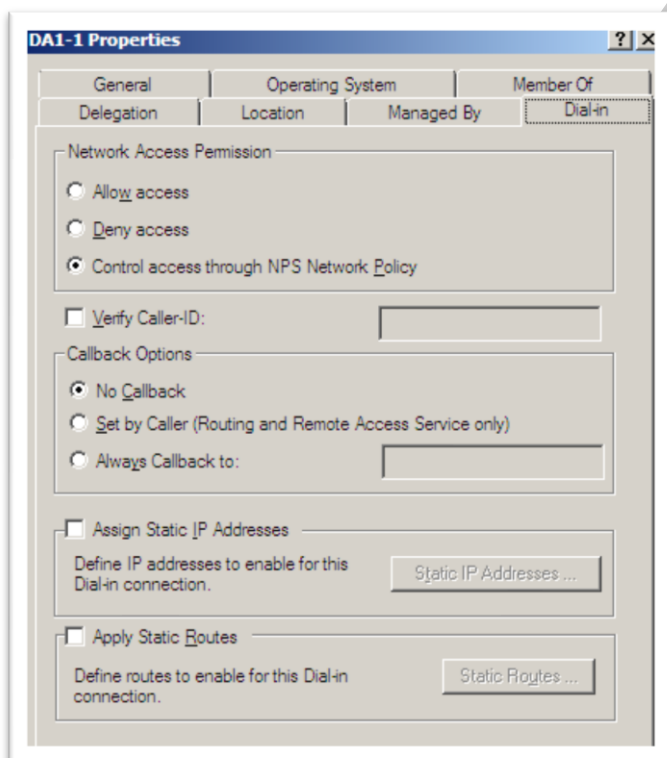 DA1-1 Properties
General Operating System Member Of
Delegation Location Managed By Dial-in
Network Access Permission
Allow access
Deny access
Control access through NPS Network Policy
Verify Caller-ID:
Callback Options
No Callback
Set by Caller (Routing and Remote Access Service only)
Always Callback to:
Assign Static IP Addresses
Define IP addresses to enable for this
Dial-in connection.
Static IP Addresses ...
Apply Static Routes
Define routes to enable for this Dial-in
connection.
Static Routes ...